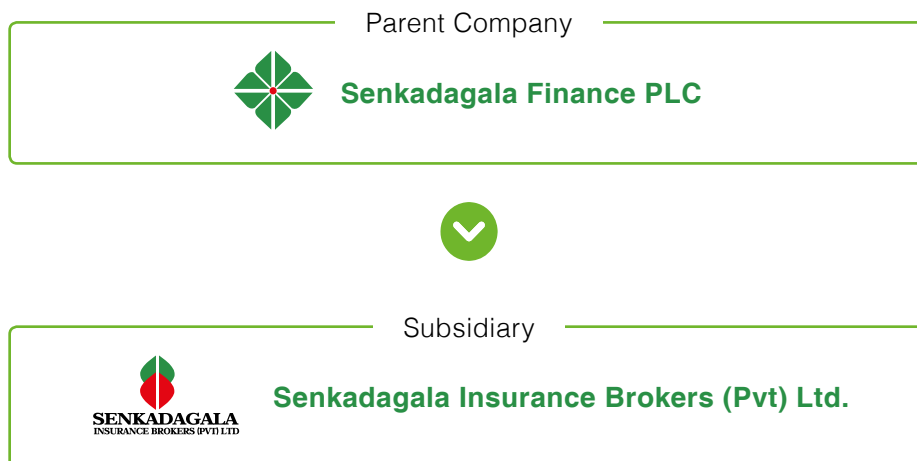 Parent Company
Senkadagala Finance PLC
Subsidiary
SENKADAGALA
INSURANCE BROKERS (PVT) LTD
Senkadagala Insurance Brokers (Pvt) Ltd.